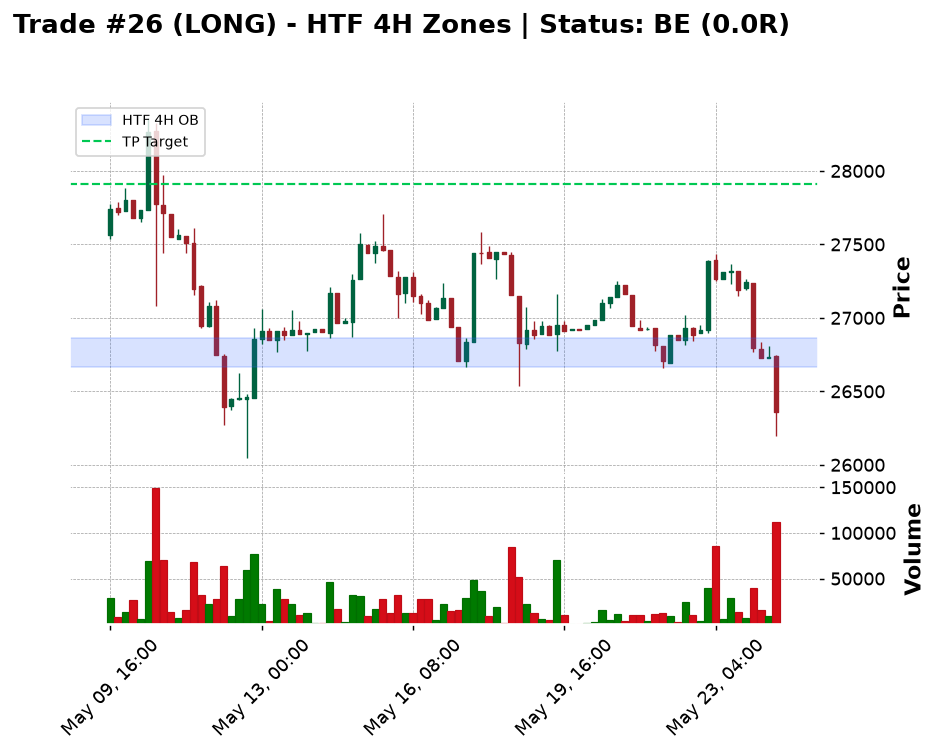 Trade #26 (LONG) - HTF 4H Zones | Status: BE (0.0R)
HTF 4H OB
TP Target
28000
27500
27000
26500
26000
Price
150000
100000
50000
Volume
May 09, 16:00
May 13, 00:00
May 16, 08:00
May 19, 16:00
May 23, 04:00